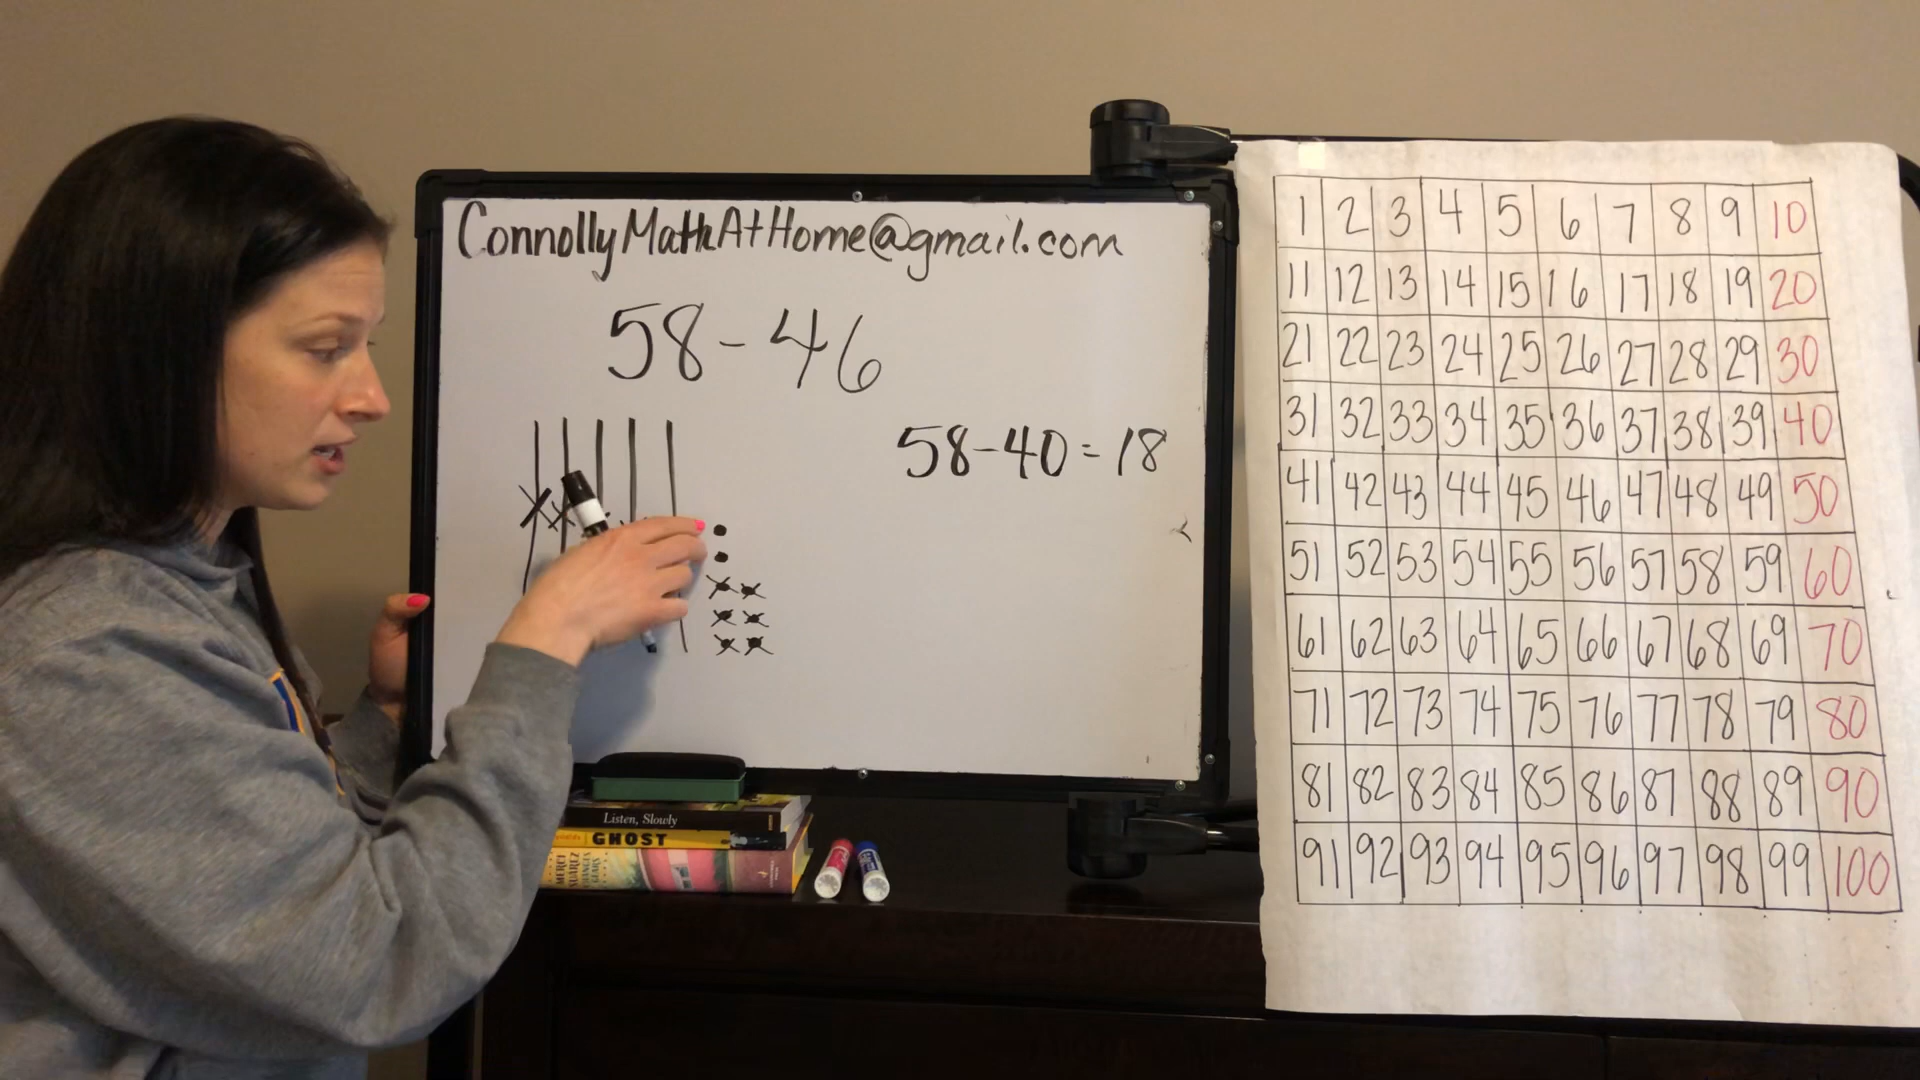 ConnollyMathAtHome@gmail.com
58-46
58-40=18
1 2 3 4 5 6 7 8 9 10
11 12 13 14 15 16 17 18 19 20
21 22 23 24 25 26 27 28 29 30
31 32 33 34 35 36 37 38 39 40
41 42 43 44 45 46 47 48 49 50
51 52 53 54 55 56 57 58 59 60
61 62 63 64 65 66 67 68 69 70
71 72 73 74 75 76 77 78 79 80
81 82 83 84 85 86 87 88 89 90
91 92 93 94 95 96 97 98 99 100
Listen, Slowly
GHOST
MERCI
SUÁREZ
CHANGES
GEARS